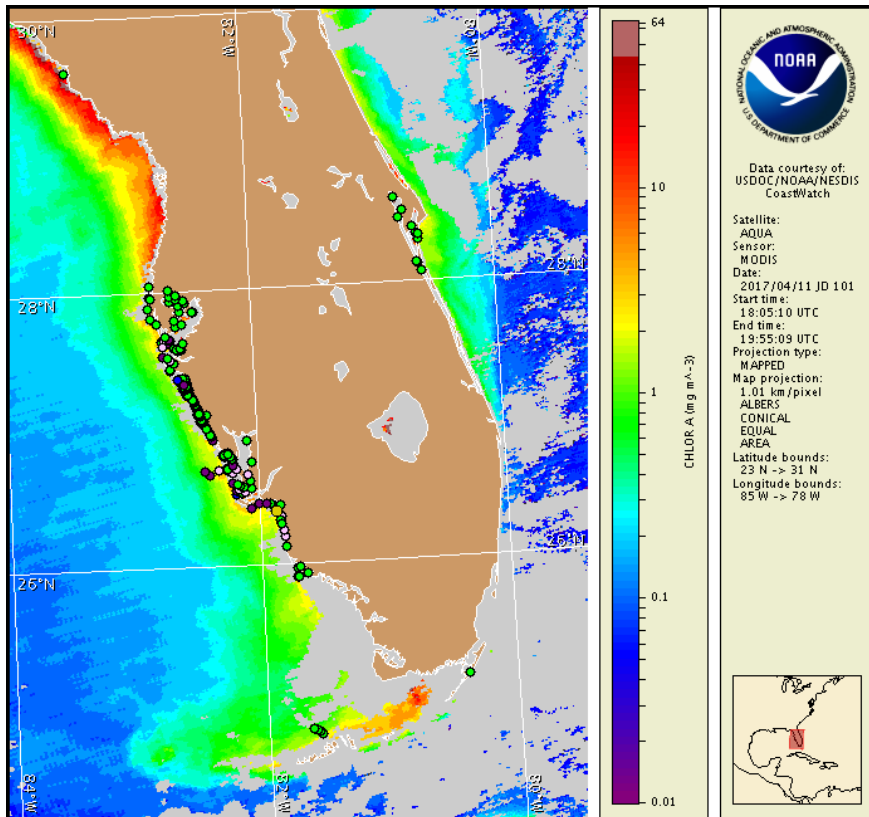 30°N
82°W
80°W
28°N
28°N
26°N
26°N
84°W
82°W
80°W
64
10
1
0.1
0.01
CHLOR A (mg m^-3)
NATIONAL OCEANIC AND ATMOSPHERIC ADMINISTRATION
NOAA
U.S. DEPARTMENT OF COMMERCE
Data courtesy of:
USDOC/NOAA/NESDIS
CoastWatch
Satellite:
AQUA
Sensor:
MODIS
Date:
2017/04/11 JD 101
Start time:
18:05:10 UTC
End time:
19:55:09 UTC
Projection type:
MAPPED
Map projection:
1.01 km/pixel
ALBERS
CONICAL
EQUAL
AREA
Latitude bounds:
23 N -> 31 N
Longitude bounds:
85 W -> 78 W